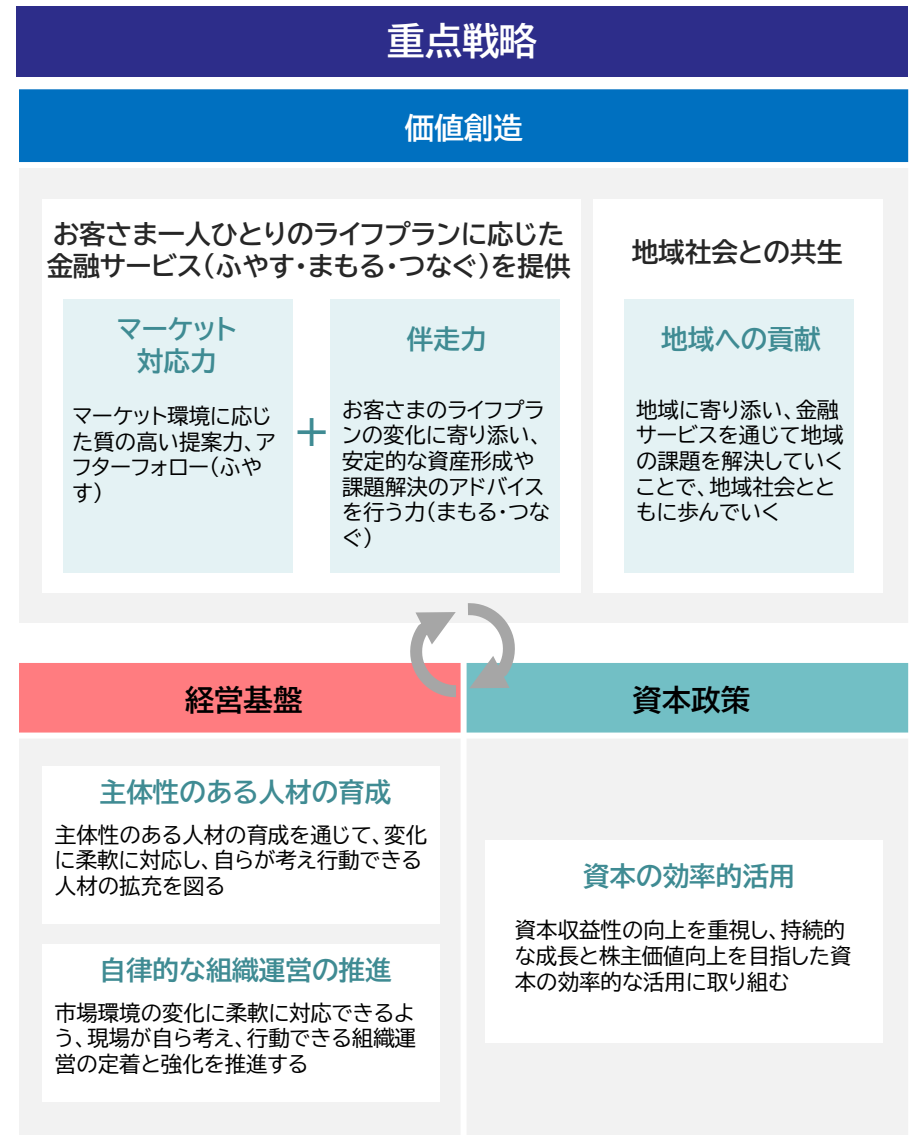 重点戦略
価値創造
お客さま一人ひとりのライフプランに応じた
金融サービス(ふやす・まもる・つなぐ)を提供
マーケット
対応力
マーケット環境に応じ
た質の高い提案力、ア
フターフォロー(ふや
す)
+
伴走力
お客さまのライフプラ
ンの変化に寄り添い、
安定的な資産形成や
課題解決のアドバイス
を行う力(まもる・つな
ぐ)
地域社会との共生
地域への貢献
地域に寄り添い、金融
サービスを通じて地域
の課題を解決していく
ことで、地域社会とと
もに歩んでいく
経営基盤
主体性のある人材の育成
主体性のある人材の育成を通じて、変化
に柔軟に対応し、自らが考え行動できる
人材の拡充を図る
自律的な組織運営の推進
市場環境の変化に柔軟に対応できるよ
う、現場が自ら考え、行動できる組織運
営の定着と強化を推進する
資本政策
資本の効率的活用
資本収益性の向上を重視し、持続的
な成長と株主価値向上を目指した資
本の効率的な活用に取り組む